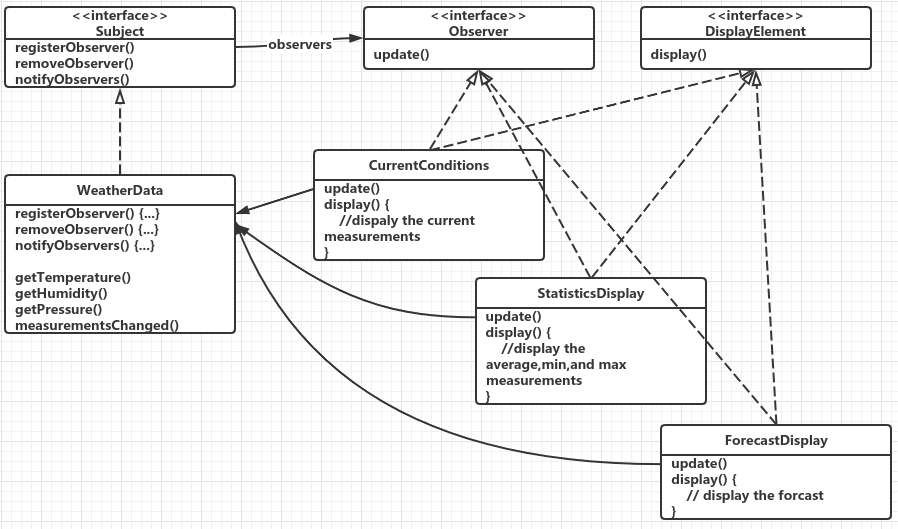 <<interface>>
Subject
registerObserver()
removeObserver()
notifyObservers()
observers
<<interface>>
Observer
update()
<<interface>>
DisplayElement
display()
WeatherData
registerObserver() {...}
removeObserver() {...}
notifyObservers() {...}
getTemperature()
getHumidity()
getPressure()
measurementsChanged()
CurrentConditions
update()
display() {
//dispaly the current
measurements
}
StatisticsDisplay
update()
display() {
//display the
average,min,and max
measurements
}
ForecastDisplay
update()
display() {
// display the forcast
}